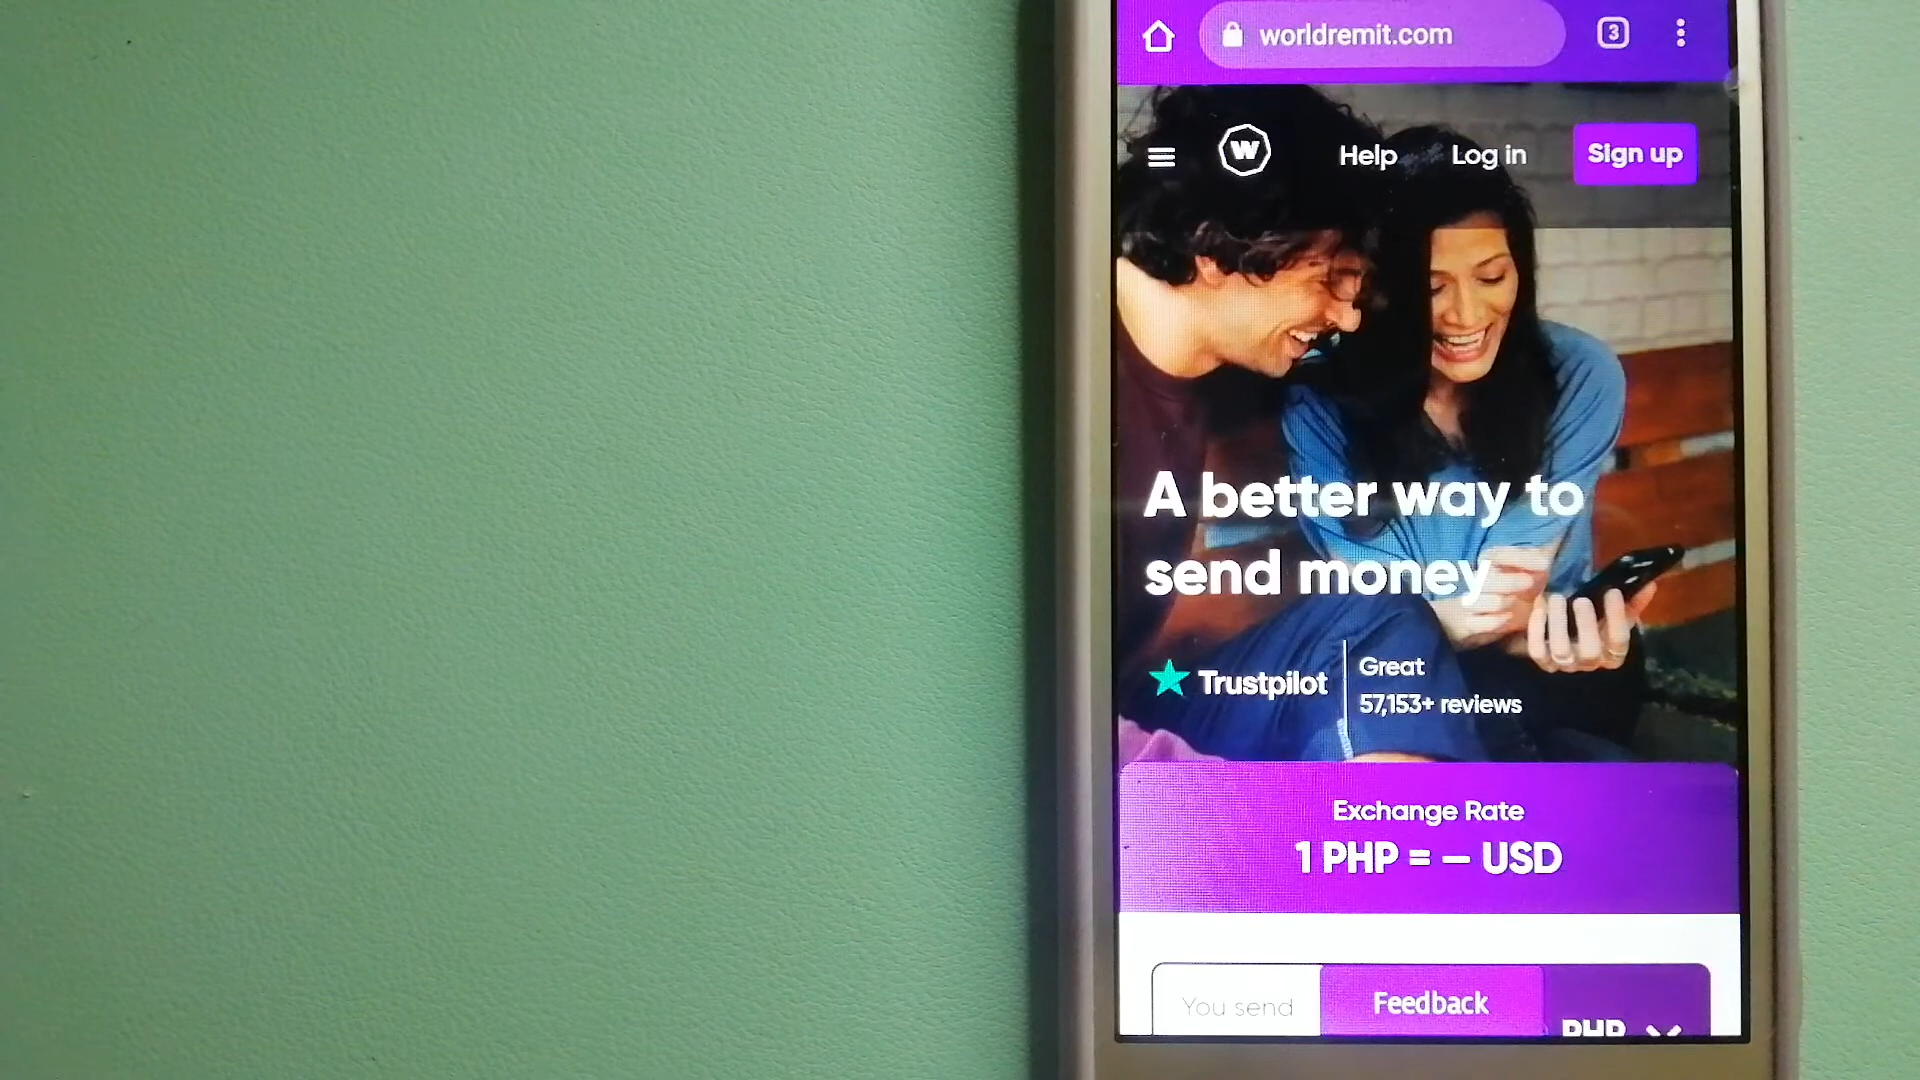 worldremit.com
3
W
Help
Log in
Sign up
A better way to
send money
Trustpilot
Great
57,153+ reviews
Exchange Rate
1 PHP = — USD
You send
Feedback
PHP